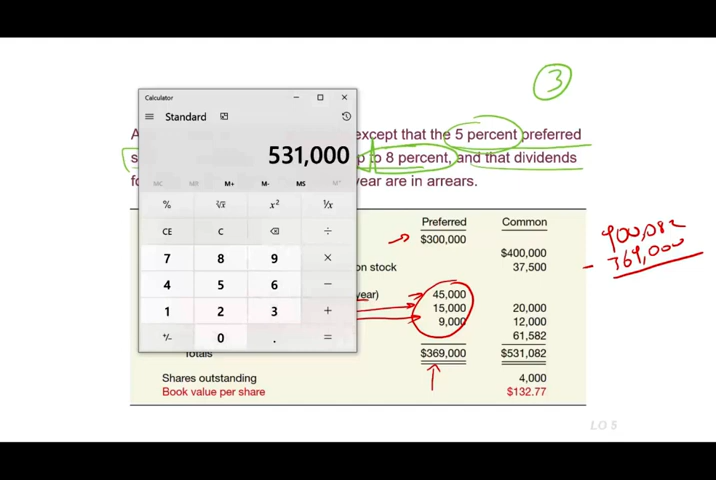 3
Calculator
Standard
531,000
MC MR M+ M- MS M˅
% ²√x x² ¹/x
CE C ÷
7 8 9 ×
4 5 6 −
1 2 3 +
+/- 0 . =
A except that the 5 percent preferred
s p to 8 percent, and that dividends
fo year are in arrears.
Preferred Common
$300,000
$400,000
on stock 37,500
year) 45,000
15,000 20,000
9,000 12,000
61,582
Totals $369,000 $531,082
Shares outstanding 4,000
Book value per share $132.77
900,082
- 369,000
LO 5